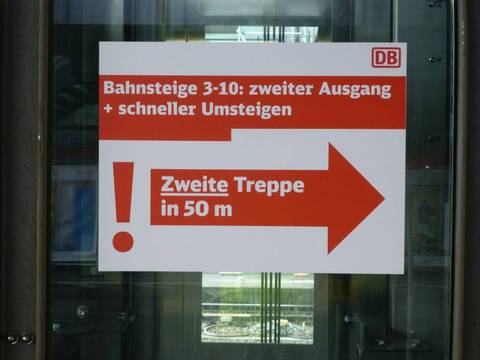 DB
Bahnsteige 3-10: zweiter Ausgang
+ schneller Umsteigen
! Zweite Treppe
in 50 m